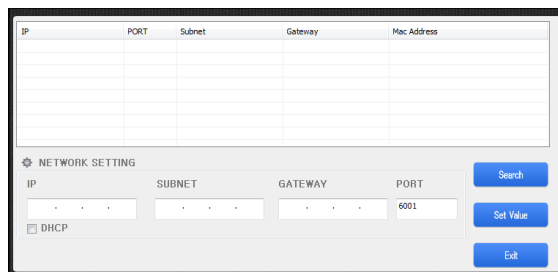 IP PORT Subnet Gateway Mac Address
NETWORK SETTING
IP SUBNET GATEWAY PORT
. . . . . . . . . 6001
DHCP
Search
Set Value
Exit